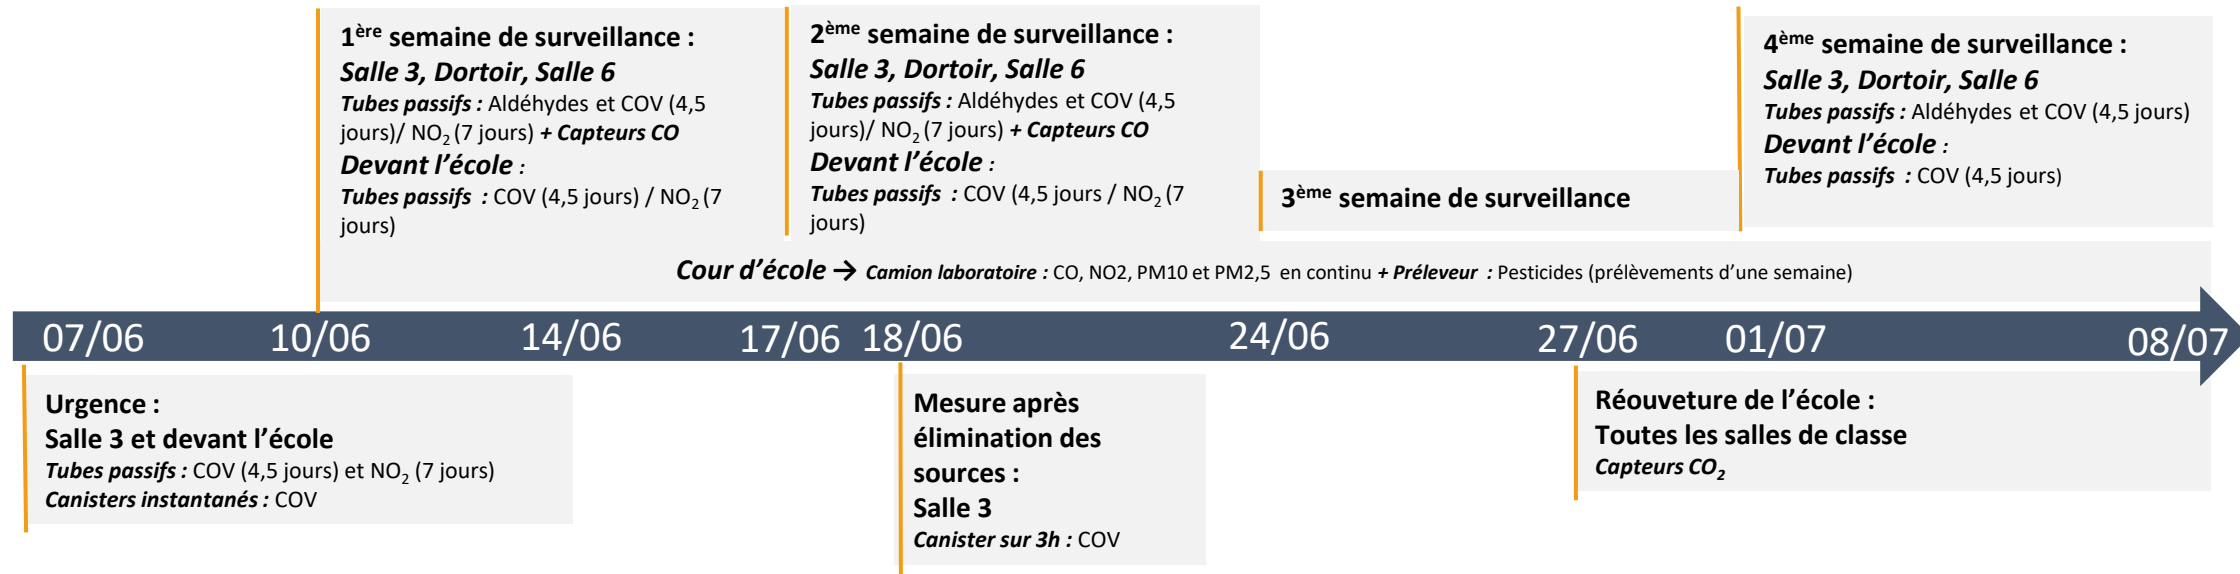 1ère semaine de surveillance :
Salle 3, Dortoir, Salle 6
Tubes passifs : Aldéhydes et COV (4,5
jours)/ NO2 (7 jours) + Capteurs CO
Devant l’école :
Tubes passifs : COV (4,5 jours) / NO2 (7
jours)
2ème semaine de surveillance :
Salle 3, Dortoir, Salle 6
Tubes passifs : Aldéhydes et COV (4,5
jours)/ NO2 (7 jours) + Capteurs CO
Devant l’école :
Tubes passifs : COV (4,5 jours / NO2 (7
jours)
3ème semaine de surveillance
4ème semaine de surveillance :
Salle 3, Dortoir, Salle 6
Tubes passifs : Aldéhydes et COV (4,5 jours)
Devant l’école :
Tubes passifs : COV (4,5 jours)
Cour d’école → Camion laboratoire : CO, NO2, PM10 et PM2,5 en continu + Préleveur : Pesticides (prélèvements d’une semaine)
07/06 10/06 14/06 17/06 18/06 24/06 27/06 01/07 08/07
Urgence :
Salle 3 et devant l’école
Tubes passifs : COV (4,5 jours) et NO2 (7 jours)
Canisters instantanés : COV
Mesure après
élimination des
sources :
Salle 3
Canister sur 3h : COV
Réouveture de l’école :
Toutes les salles de classe
Capteurs CO2